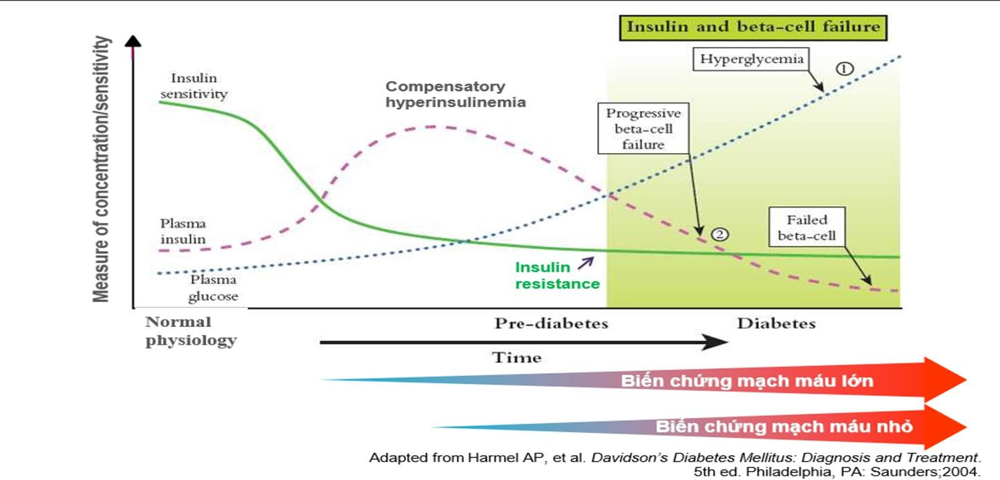 Insulin and beta-cell failure
Measure of concentration/sensitivity
Hyperglycemia
①
Insulin
sensitivity
Compensatory
hyperinsulinemia
Progressive
beta-cell
failure
Plasma
insulin
②
Failed
beta-cell
Insulin
resistance
Plasma
glucose
Normal
physiology
Pre-diabetes
Diabetes
Time
Biến chứng mạch máu lớn
Biến chứng mạch máu nhỏ
Adapted from Harmel AP, et al. Davidson’s Diabetes Mellitus: Diagnosis and Treatment.
5th ed. Philadelphia, PA: Saunders;2004.